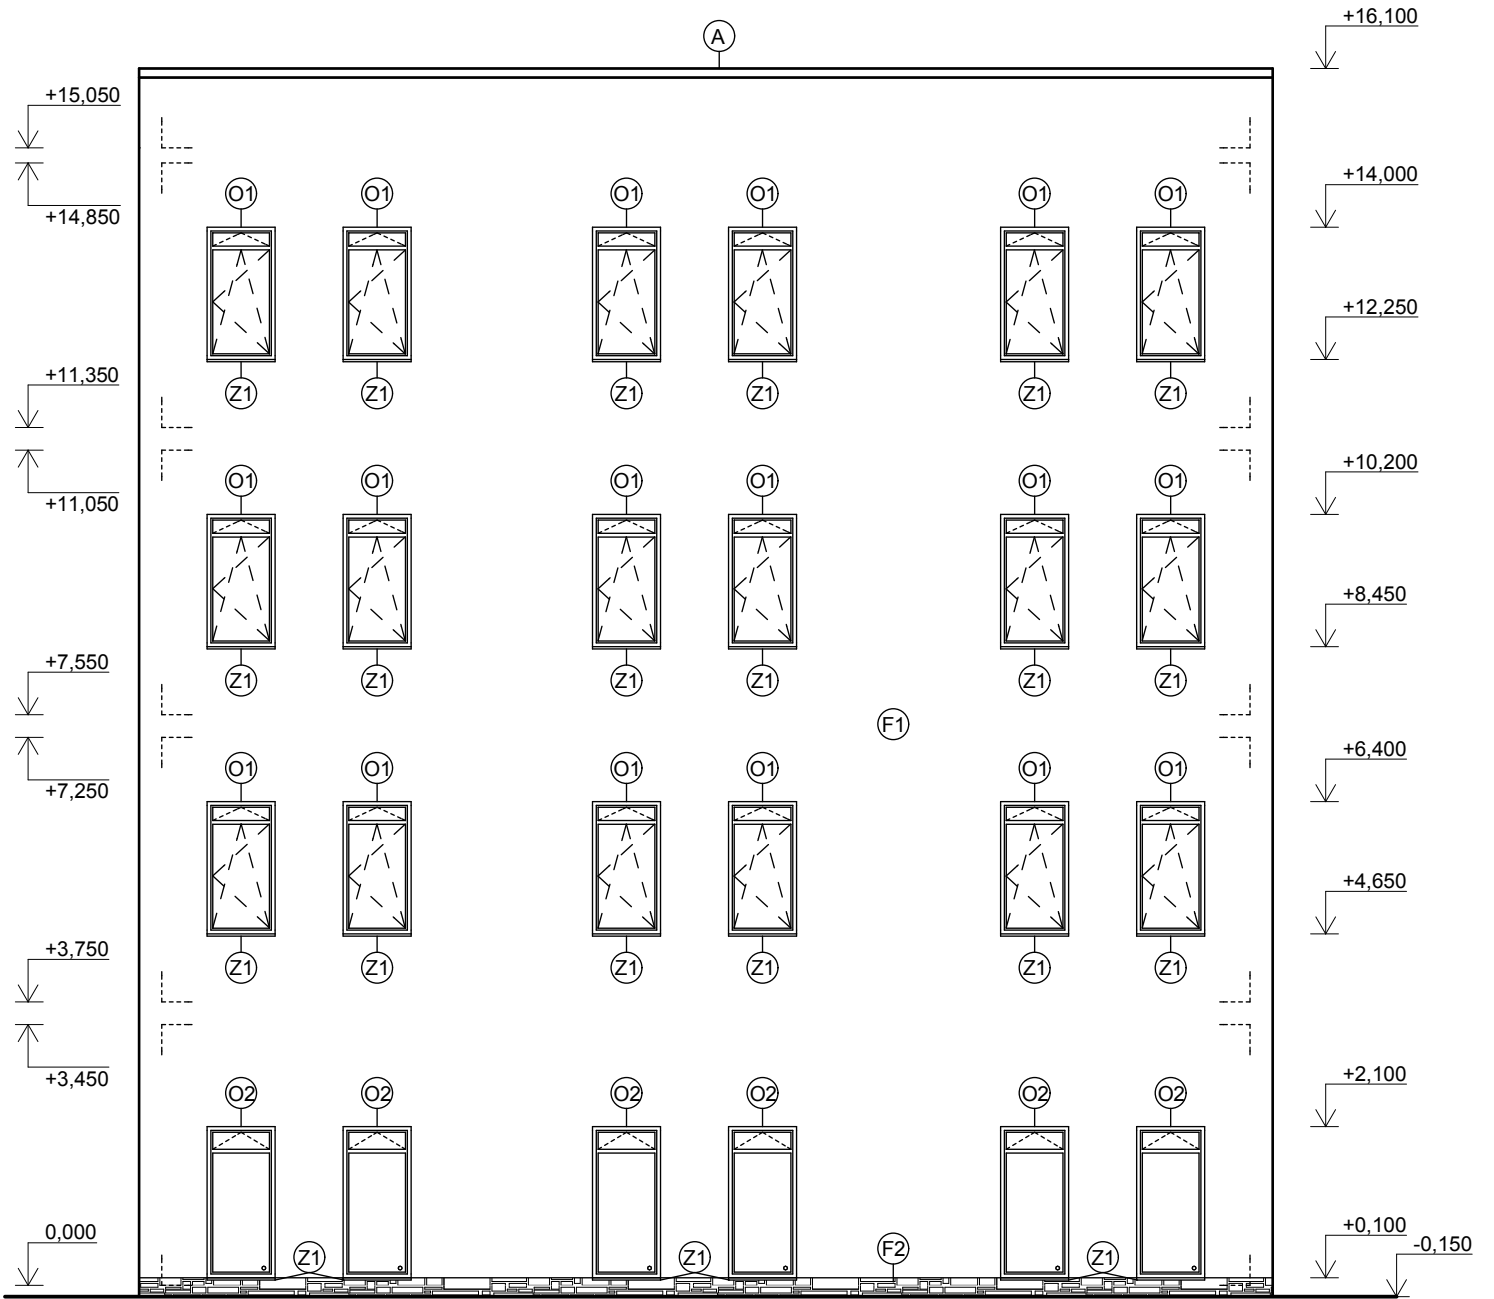 +16,100
A
+15,050
+14,000
O1 O1 O1 O1 O1 O1
+14,850
+12,250
+11,350
Z1 Z1 Z1 Z1 Z1 Z1
+10,200
O1 O1 O1 O1 O1 O1
+11,050
+8,450
+7,550
Z1 Z1 Z1 Z1 Z1 Z1
F1
+6,400
O1 O1 O1 O1 O1 O1
+7,250
+4,650
+3,750
Z1 Z1 Z1 Z1 Z1 Z1
+3,450
+2,100
O2 O2 O2 O2 O2 O2
+0,100
0,000
-0,150
Z1 Z1 F2 Z1